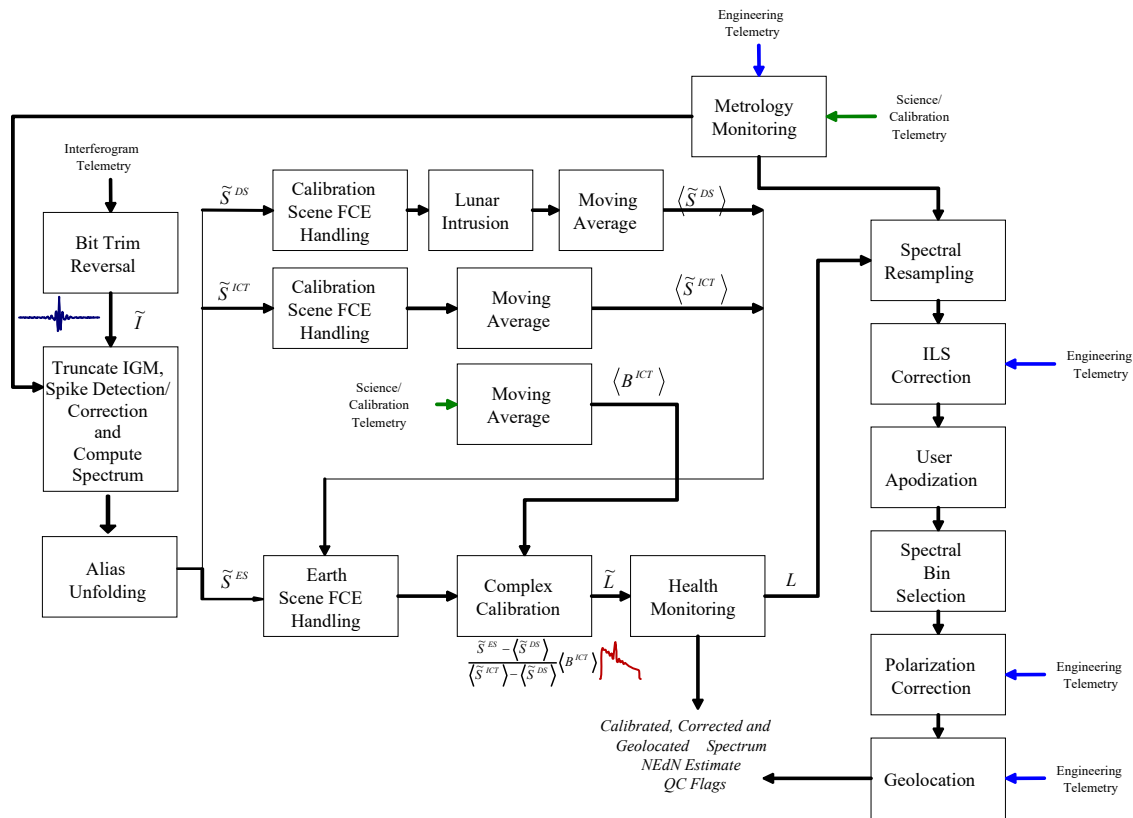 Engineering
Telemetry
Metrology
Monitoring
Science/
Calibration
Telemetry
Interferogram
Telemetry
Bit Trim
Reversal
Ĩ
Truncate IGM,
Spike Detection/
Correction
and
Compute
Spectrum
Alias
Unfolding
S̃ DS
Calibration
Scene FCE
Handling
Lunar
Intrusion
Moving
Average
⟨S̃ DS⟩
S̃ ICT
Calibration
Scene FCE
Handling
Moving
Average
⟨S̃ ICT⟩
Science/
Calibration
Telemetry
Moving
Average
⟨B ICT⟩
S̃ ES
Earth
Scene FCE
Handling
Complex
Calibration
L̃
Health
Monitoring
L
S̃ ES − ⟨S̃ DS⟩
⟨S̃ ICT⟩ − ⟨S̃ DS⟩ ⟨B ICT⟩
Calibrated, Corrected and
Geolocated Spectrum
NEdN Estimate
QC Flags
Spectral
Resampling
ILS
Correction
Engineering
Telemetry
User
Apodization
Spectral
Bin
Selection
Polarization
Correction
Engineering
Telemetry
Geolocation
Engineering
Telemetry